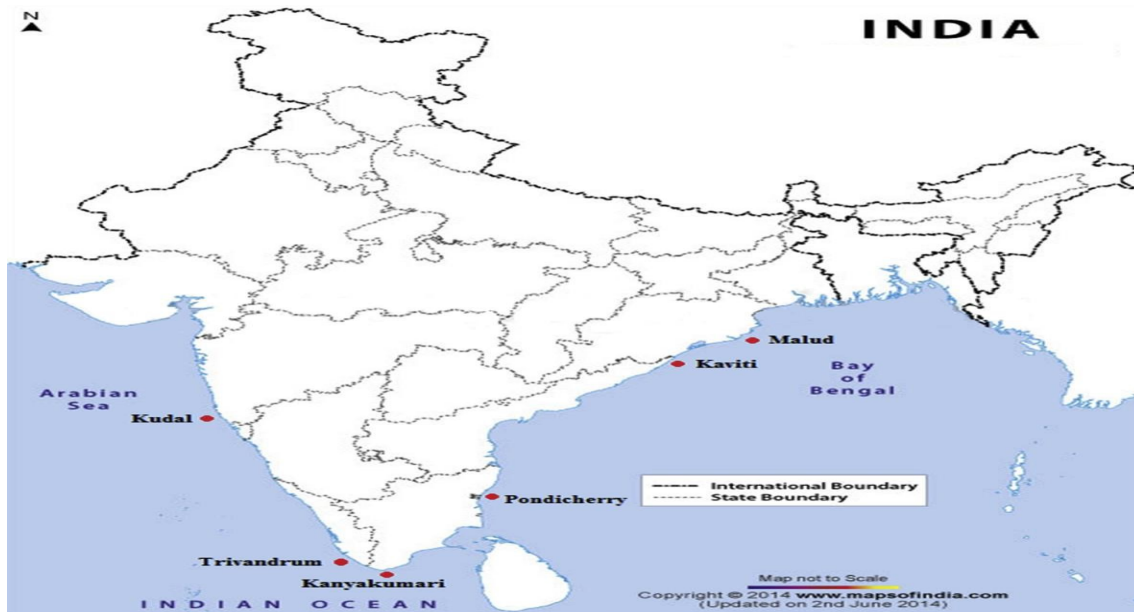 N
INDIA
Malud
Kaviti
Bay
of
Bengal
Arabian
Sea
Kudal
International Boundary
State Boundary
Pondicherry
Trivandrum
Kanyakumari
INDIAN OCEAN
Map not to Scale
Copyright © 2014 www.mapsofindia.com
(Updated on 2nd June 2014)